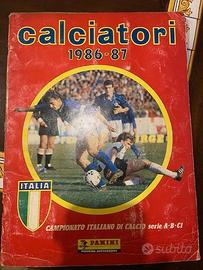 calciatori
1986-87
ITALIA
CAMPIONATO ITALIANO DI CALCIO serie A-B-C1
PANINI
subito